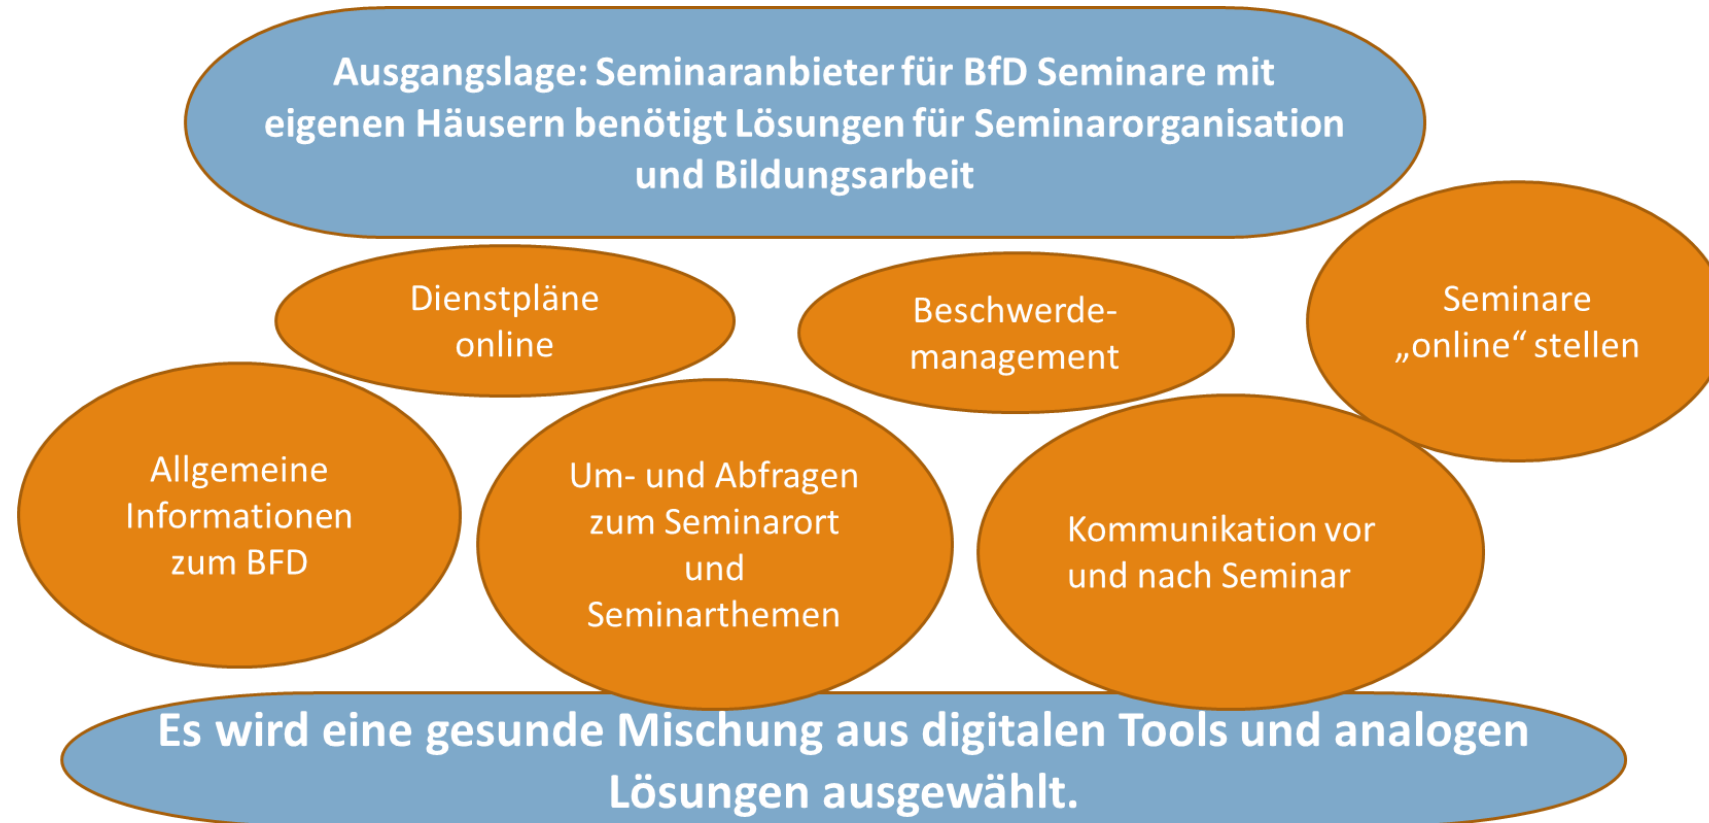 Ausgangslage: Seminaranbieter für BfD Seminare mit
eigenen Häusern benötigt Lösungen für Seminarorganisation
und Bildungsarbeit
Dienstpläne
online
Beschwerde-
management
Seminare
„online“ stellen
Allgemeine
Informationen
zum BFD
Um- und Abfragen
zum Seminarort
und
Seminarthemen
Kommunikation vor
und nach Seminar
Es wird eine gesunde Mischung aus digitalen Tools und analogen
Lösungen ausgewählt.